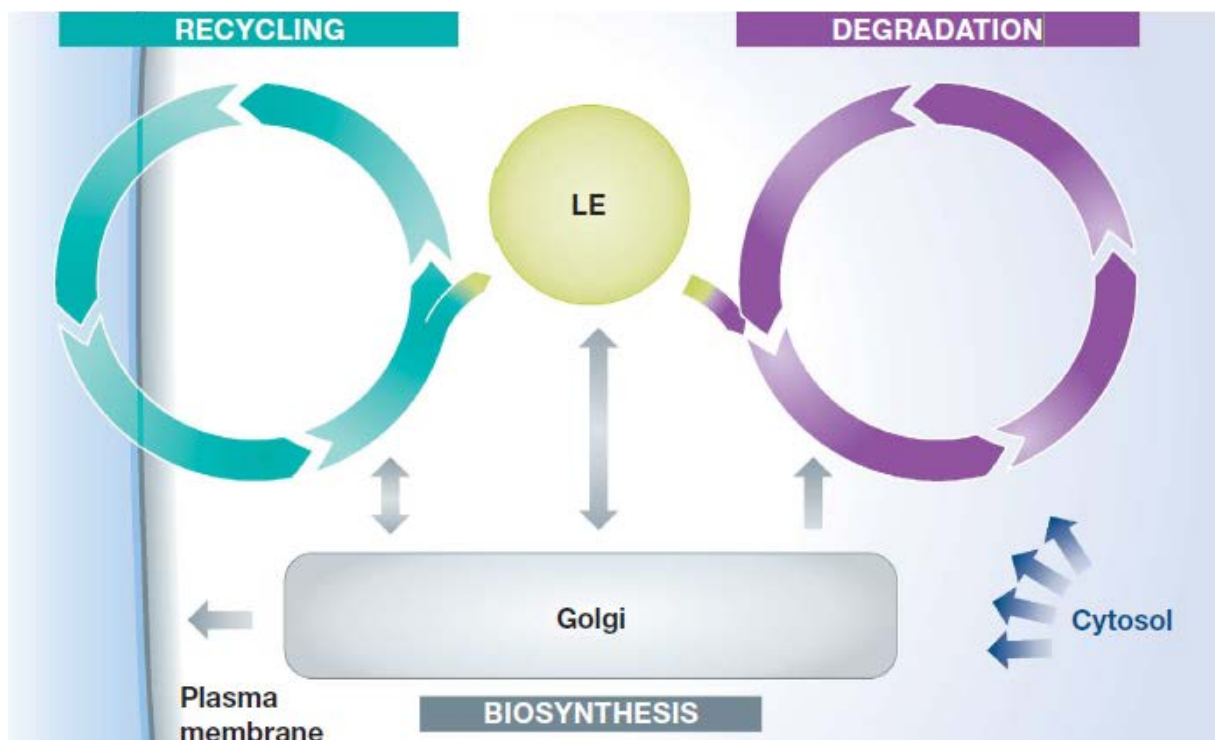 RECYCLING
DEGRADATION
LE
Golgi
Cytosol
Plasma
membrane
BIOSYNTHESIS